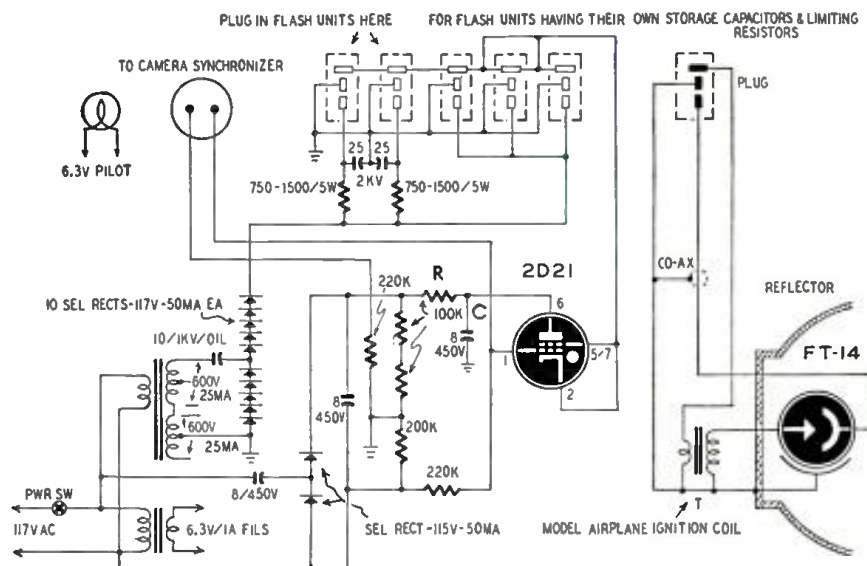 PLUG IN FLASH UNITS HERE
FOR FLASH UNITS HAVING THEIR OWN STORAGE CAPACITORS & LIMITING
RESISTORS
TO CAMERA SYNCHRONIZER
PLUG
6.3V PILOT
25
25
2KV
750-1500/5W
750-1500/5W
CO-AX
REFLECTOR
220K
R
2D21
10 SEL RECTS-117V-50MA EA
100K
C
6
FT-14
10/1KV/OIL
8
450V
1
5/7
600V
25MA
2
8
450V
200K
600V
25MA
220K
8/450V
PWR SW
T
117VAC
6.3V/1A FILS
SEL RECT-115V-50MA
MODEL AIRPLANE IGNITION COIL